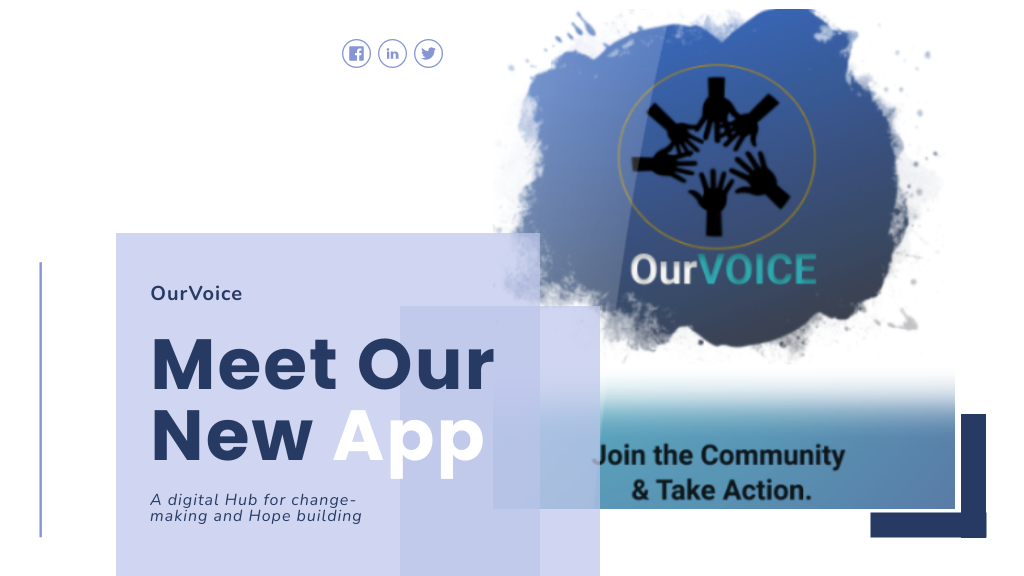 OurVOICE
OurVoice
Meet Our
New App
A digital Hub for change-
making and Hope building
Join the Community
& Take Action.